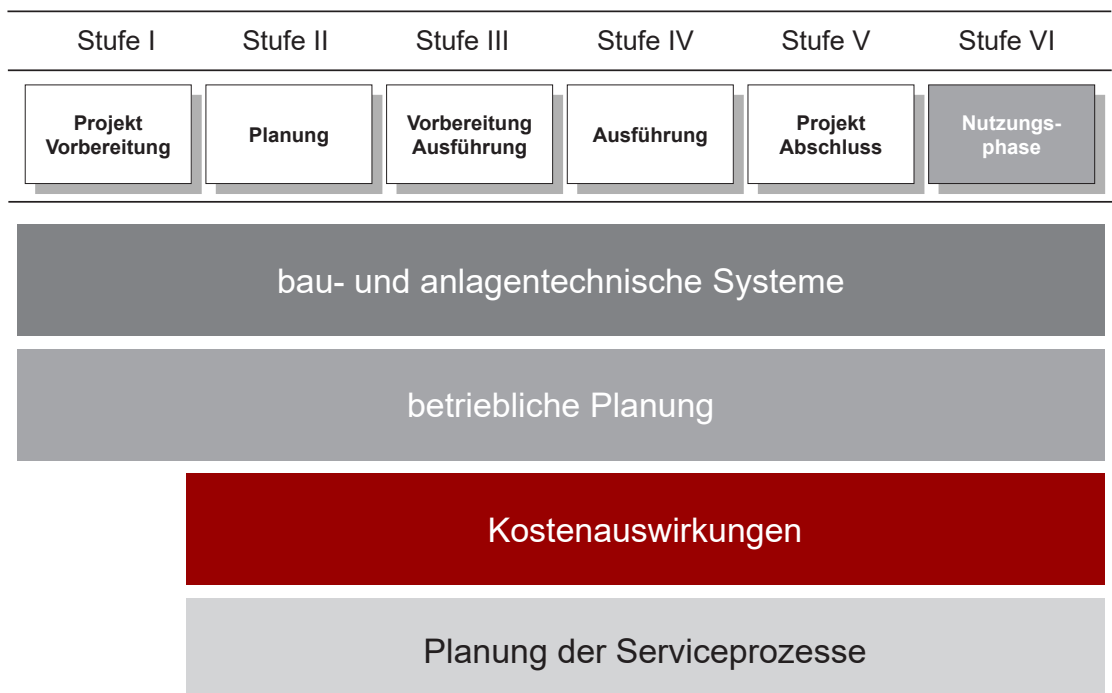 Stufe I Stufe II Stufe III Stufe IV Stufe V Stufe VI
Projekt Vorbereitung
Planung
Vorbereitung Ausführung
Ausführung
Projekt Abschluss
Nutzungs-
phase
bau- und anlagentechnische Systeme
betriebliche Planung
Kostenauswirkungen
Planung der Serviceprozesse